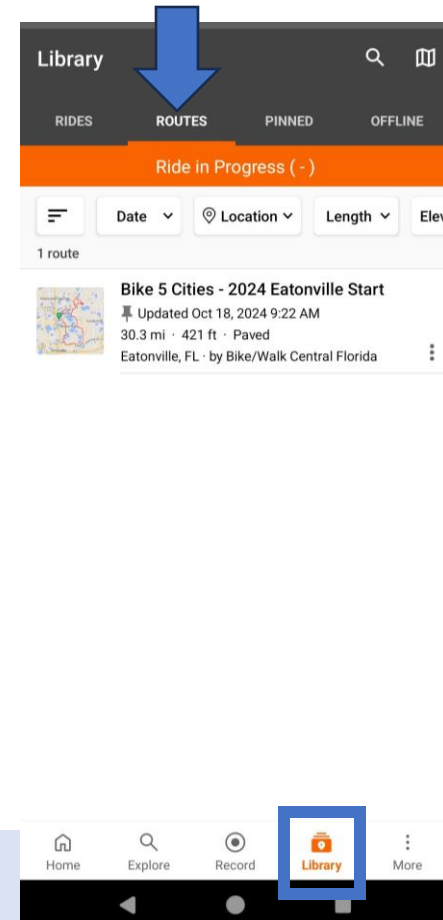 Library
RIDES ROUTES PINNED OFFLINE
Ride in Progress ( - )
Date Location Length Elev
1 route
Bike 5 Cities - 2024 Eatonville Start
Updated Oct 18, 2024 9:22 AM
30.3 mi · 421 ft · Paved
Eatonville, FL · by Bike/Walk Central Florida
Home Explore Record Library More